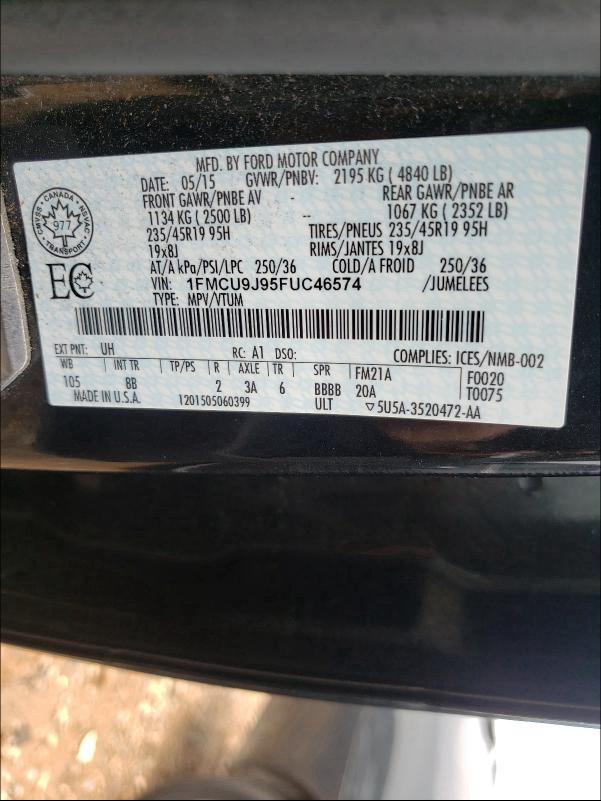 MFD. BY FORD MOTOR COMPANY
DATE: 05/15 GVWR/PNBV: 2195 KG ( 4840 LB)
FRONT GAWR/PNBE AV REAR GAWR/PNBE AR
1134 KG ( 2500 LB) -- 1067 KG ( 2352 LB)
235/45R19 95H TIRES/PNEUS 235/45R19 95H
19x8J RIMS/JANTES 19x8J
AT/A kPa/PSI/LPC 250/36 COLD/A FROID 250/36
VIN: 1FMCU9J95FUC46574 /JUMELEES
TYPE: MPV/VTUM
CANADA
CMVSS - NSVAC
977
TRANSPORT
EC
EXT PNT: UH RC: A1 DSO: COMPLIES: ICES/NMB-002
WB INT TR TP/PS R AXLE TR SPR FM21A F0020
105 8B 2 3A 6 BBBB 20A T0075
MADE IN U.S.A. 1201505060399 ULT ▽5U5A-3520472-AA